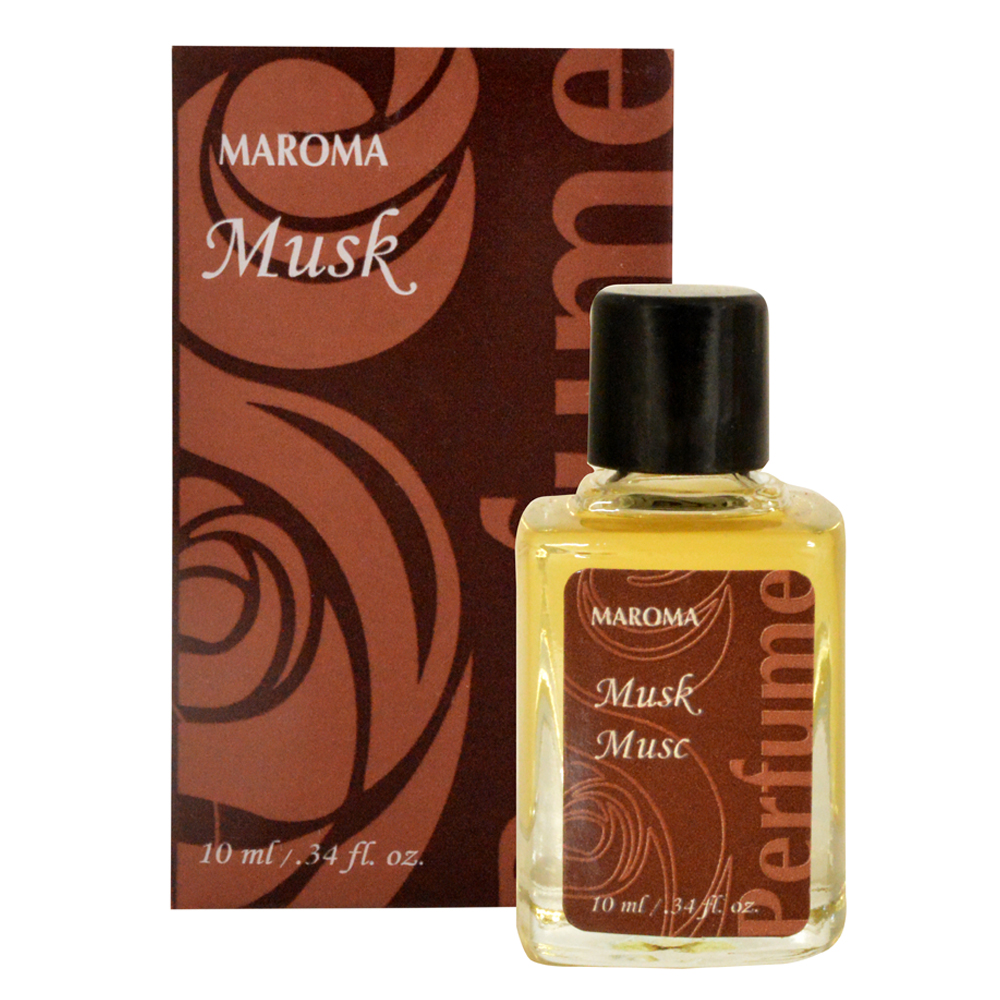 MAROMA
Musk
10 ml / .34 fl. oz.
MAROMA
Musk
Musc
10 ml / .34 fl. oz.
Perfume